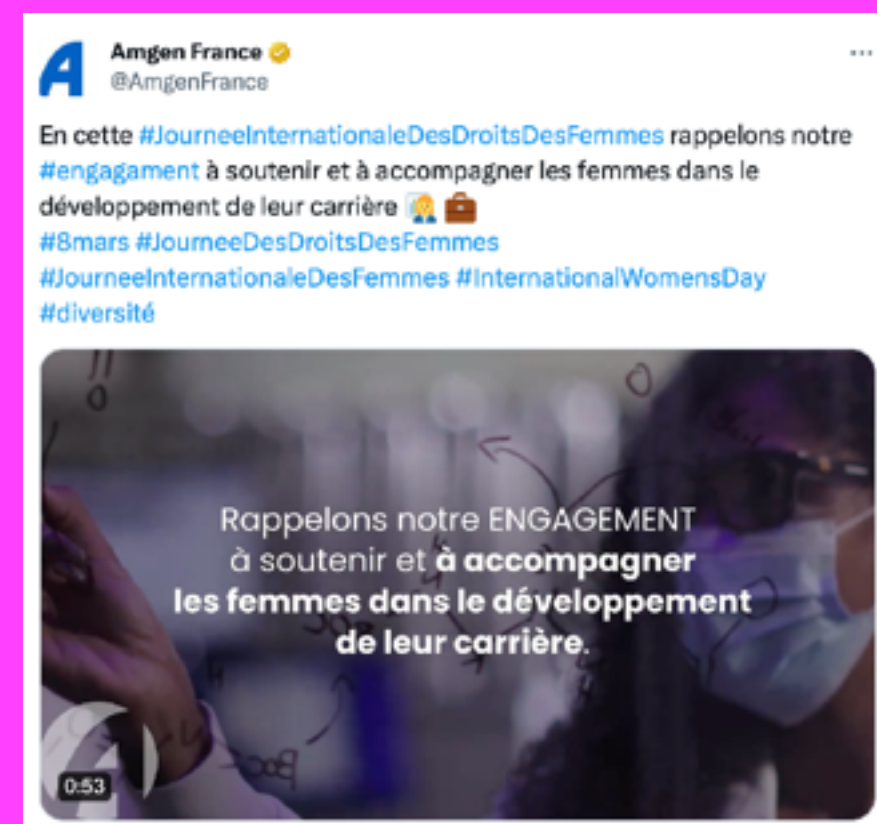 Amgen France
@AmgenFrance
En cette #JourneeInternationaleDesDroitsDesFemmes rappelons notre
#engagament à soutenir et à accompagner les femmes dans le
développement de leur carrière
#8mars #JourneeDesDroitsDesFemmes
#JourneeInternationaleDesFemmes #InternationalWomensDay
#diversité
Rappelons notre ENGAGEMENT
à soutenir et à accompagner
les femmes dans le développement
de leur carrière.
0:53